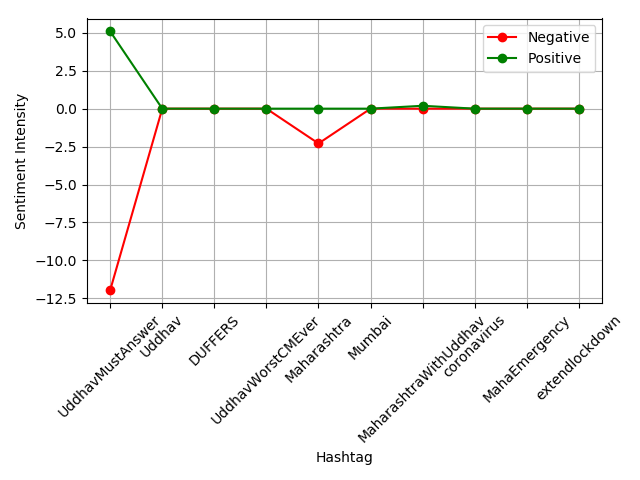 Sentiment Intensity
5.0
2.5
0.0
−2.5
−5.0
−7.5
−10.0
−12.5
Negative
Positive
UddhavMustAnswer
Uddhav
DUFFERS
UddhavWorstCMEver
Maharashtra
Mumbai
MaharashtraWithUddhav
coronavirus
MahaEmergency
extendlockdown
Hashtag